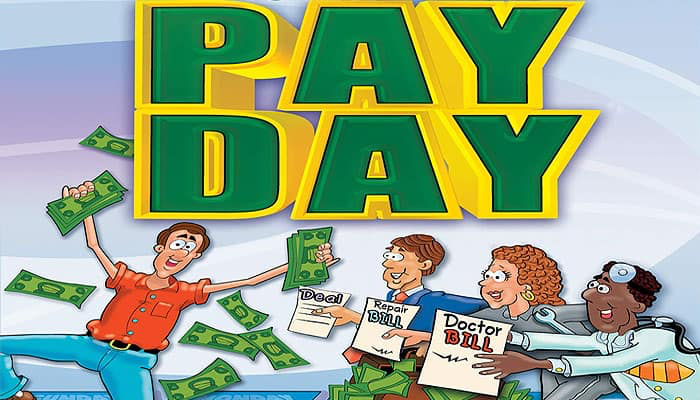 PAY
DAY
Deal
Repair
BILL
Doctor
BILL